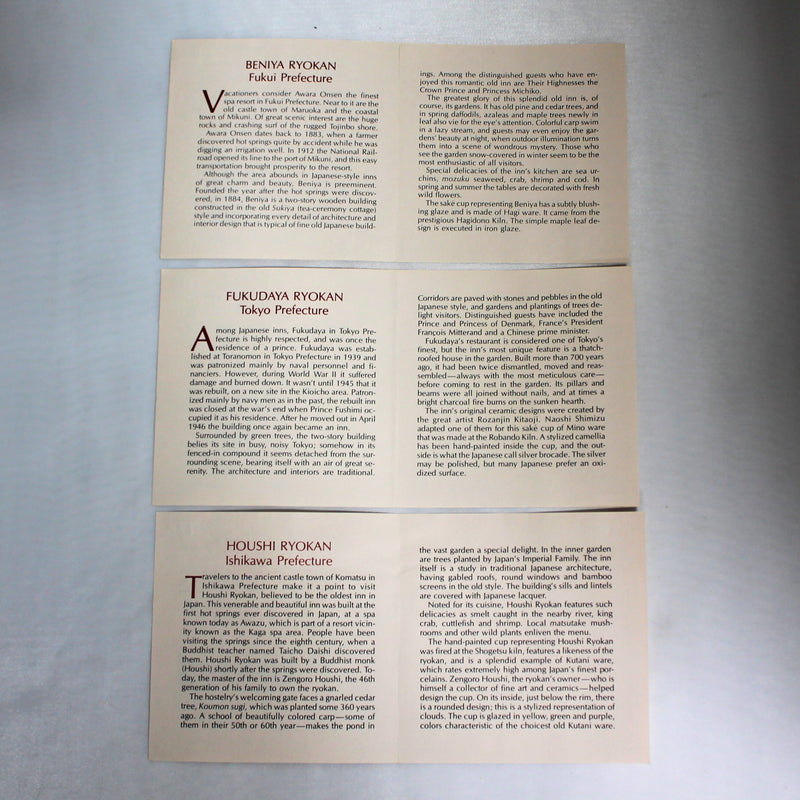 BENIYA RYOKAN
Fukui Prefecture
Vacationers consider Awara Onsen the finest
spa resort in Fukui Prefecture. Near to it are the
old castle town of Maruoka and the coastal
town of Mikuni. Of great scenic interest are the huge
rocks and crashing surf of the rugged Tojinbo shore.
Awara Onsen dates back to 1883, when a farmer
discovered hot springs quite by accident while he was
digging an irrigation well. In 1912 the National Rail-
road opened its line to the port of Mikuni, and this easy
transportation brought prosperity to the resort.
Although the area abounds in Japanese-style inns
of great charm and beauty, Beniya is preeminent.
Founded the year after the hot springs were discov-
ered, in 1884, Beniya is a two-story wooden building
constructed in the old Sukiya (tea-ceremony cottage)
style and incorporating every detail of architecture and
interior design that is typical of fine old Japanese build-
ings. Among the distinguished guests who have en-
joyed this romantic old inn are Their Highnesses the
Crown Prince and Princess Michiko.
The greatest glory of this splendid old inn is, of
course, its gardens. It has old pine and cedar trees, and
in spring daffodils, azaleas and maple trees newly in
leaf also vie for the eye's attention. Colorful carp swim
in a lazy stream, and guests may even enjoy the gar-
dens' beauty at night, when outdoor illumination turns
them into a scene of wondrous mystery. Those who
see the garden snow-covered in winter seem to be the
most enthusiastic of all visitors.
Special delicacies of the inn's kitchen are sea ur-
chins, mozuku seaweed, crab, shrimp and cod. In
spring and summer the tables are decorated with fresh
wild flowers.
The sake cup representing Beniya has a subtly blush-
ing glaze and is made of Hagi ware. It came from the
prestigious Hagidono Kiln. The simple maple leaf de-
sign is executed in iron glaze.
FUKUDAYA RYOKAN
Tokyo Prefecture
Among Japanese inns, Fukudaya in Tokyo Pre-
fecture is highly respected, and was once the
residence of a prince. Fukudaya was estab-
lished at Toranomon in Tokyo Prefecture in 1939 and
was patronized mainly by naval personnel and fi-
nanciers. However, during World War II it suffered
damage and burned down. It wasn't until 1945 that it
was rebuilt, on a new site in the Kioicho area. Patron-
ized mainly by navy men as in the past, the rebuilt inn
was closed at the war's end when Prince Fushimi oc-
cupied it as his residence. After he moved out in April
1946 the building once again became an inn.
Surrounded by green trees, the two-story building
belies its site in busy, noisy Tokyo; somehow in its
fenced-in compound it seems detached from the sur-
rounding scene, bearing itself with an air of great se-
renity. The architecture and interiors are traditional.
Corridors are paved with stones and pebbles in the old
Japanese style, and gardens and plantings of trees de-
light visitors. Distinguished guests have included the
Prince and Princess of Denmark, France's President
François Mitterand and a Chinese prime minister.
Fukudaya's restaurant is considered one of Tokyo's
finest, but the inn's most unique feature is a thatch-
roofed house in the garden. Built more than 700 years
ago, it had been twice dismantled, moved and reas-
sembled—always with the most meticulous care—
before coming to rest in the garden. Its pillars and
beams were all joined without nails, and at times a
bright charcoal fire burns on the sunken hearth.
The inn's original ceramic designs were created by
the great artist Rozanjin Kitaoji. Naoshi Shimizu
adapted one of them for this sake cup of Mino ware
that was made at the Robando Kiln. A stylized camellia
has been hand-painted inside the cup, and the out-
side is what the Japanese call silver brocade. The silver
may be polished, but many Japanese prefer an oxi-
dized surface.
HOUSHI RYOKAN
Ishikawa Prefecture
Travelers to the ancient castle town of Komatsu in
Ishikawa Prefecture make it a point to visit
Houshi Ryokan, believed to be the oldest inn in
Japan. This venerable and beautiful inn was built at the
first hot springs ever discovered in Japan, at a spa
known today as Awazu, which is part of a resort vicin-
ity known as the Kaga spa area. People have been
visiting the springs since the eighth century, when a
Buddhist teacher named Taicho Daishi discovered
them. Houshi Ryokan was built by a Buddhist monk
(Houshi) shortly after the springs were discovered. To-
day, the master of the inn is Zengoro Houshi, the 46th
generation of his family to own the ryokan.
The hostelry's welcoming gate faces a gnarled cedar
tree, Koumon sugi, which was planted some 360 years
ago. A school of beautifully colored carp—some of
them in their 50th or 60th year—makes the pond in
the vast garden a special delight. In the inner garden
are trees planted by Japan's Imperial Family. The inn
itself is a study in traditional Japanese architecture,
having gabled roofs, round windows and bamboo
screens in the old style. The building's sills and lintels
are covered with Japanese lacquer.
Noted for its cuisine, Houshi Ryokan features such
delicacies as smelt caught in the nearby river, king
crab, cuttlefish and shrimp. Local matsutake mush-
rooms and other wild plants enliven the menu.
The hand-painted cup representing Houshi Ryokan
was fired at the Shogetsu kiln, features a likeness of the
ryokan, and is a splendid example of Kutani ware,
which rates extremely high among Japan's finest por-
celains. Zengoro Houshi, the ryokan's owner—who is
himself a collector of fine art and ceramics—helped
design the cup. On its inside, just below the rim, there
is a rounded design; this is a stylized representation of
clouds. The cup is glazed in yellow, green and purple,
colors characteristic of the choicest old Kutani ware.